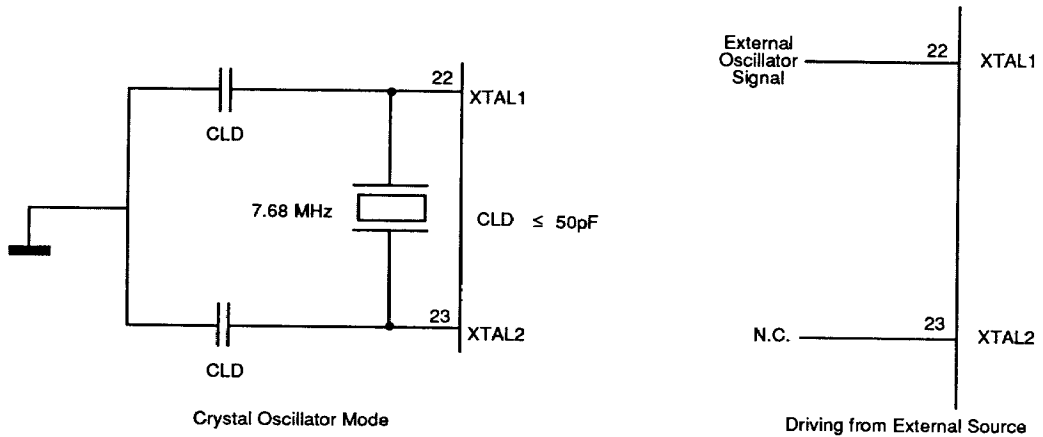 22
XTAL1
CLD
7.68 MHz
CLD ≤ 50pF
23
XTAL2
CLD
Crystal Oscillator Mode
External
Oscillator
Signal
22
XTAL1
N.C.
23
XTAL2
Driving from External Source